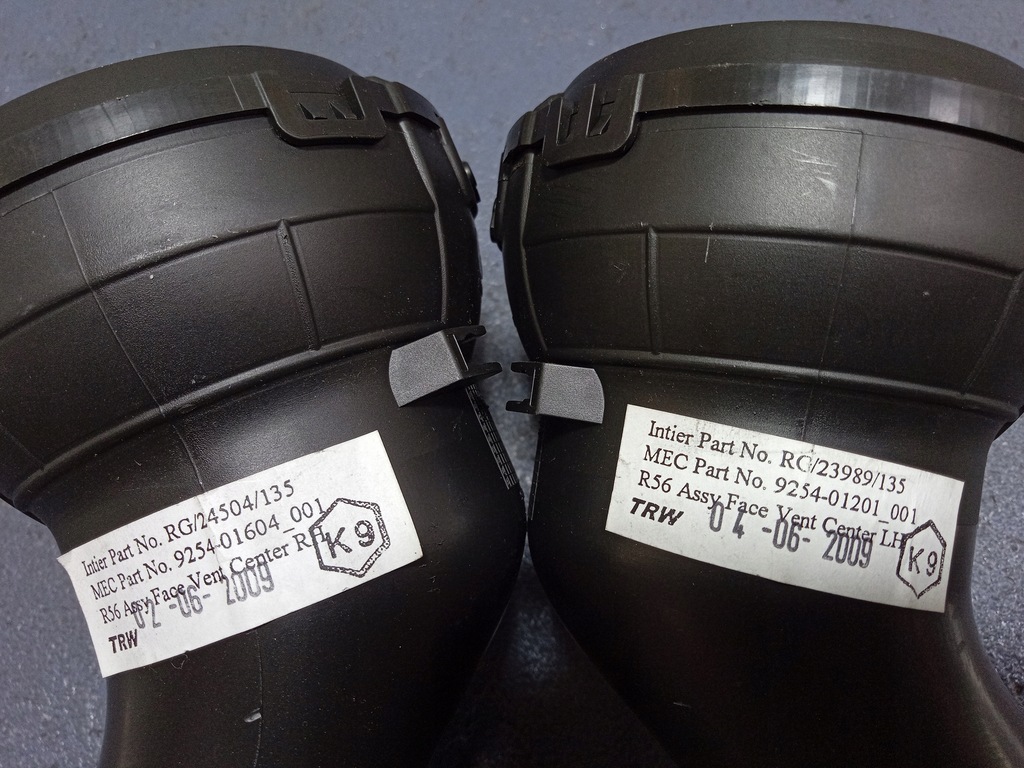 Intier Part No. RG/24504/135
MEC Part No. 9254-01604_001
R56 Assy Face Vent Center RH
02 -06- 2009
TRW
K9
Intier Part No. RG/23989/135
MEC Part No. 9254-01201_001
R56 Assy Face Vent Center LH
TRW 04 -06- 2009
K9